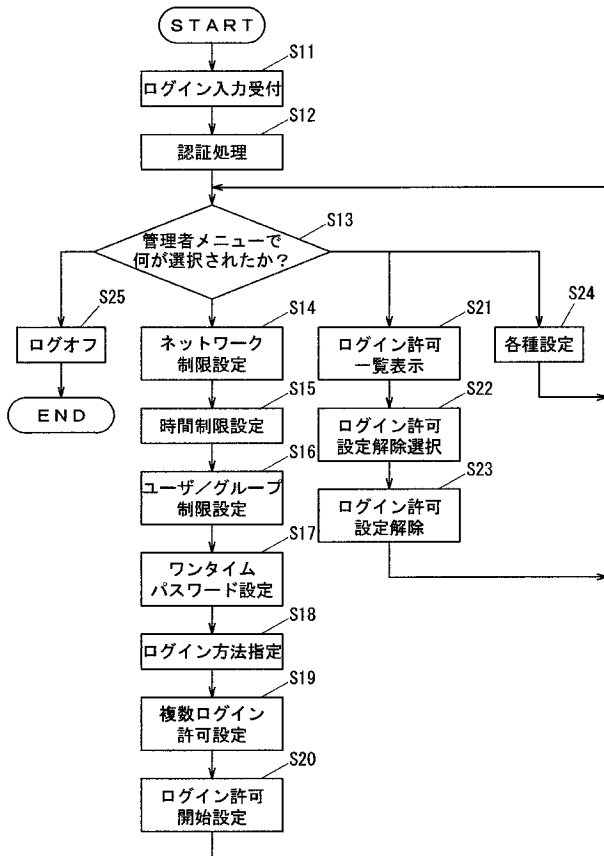 START
S11
ログイン入力受付
S12
認証処理
S13
管理者メニューで
何が選択されたか?
S25
ログオフ
END
S14
ネットワーク
制限設定
S15
時間制限設定
S16
ユーザ/グループ
制限設定
S17
ワンタイム
パスワード設定
S18
ログイン方法指定
S19
複数ログイン
許可設定
S20
ログイン許可
開始設定
S21
ログイン許可
一覧表示
S22
ログイン許可
設定解除選択
S23
ログイン許可
設定解除
S24
各種設定